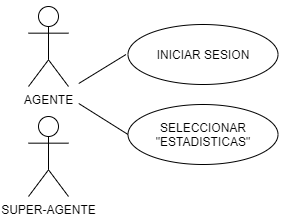 INICIAR SESION
AGENTE
SELECCIONAR
"ESTADISTICAS"
SUPER-AGENTE